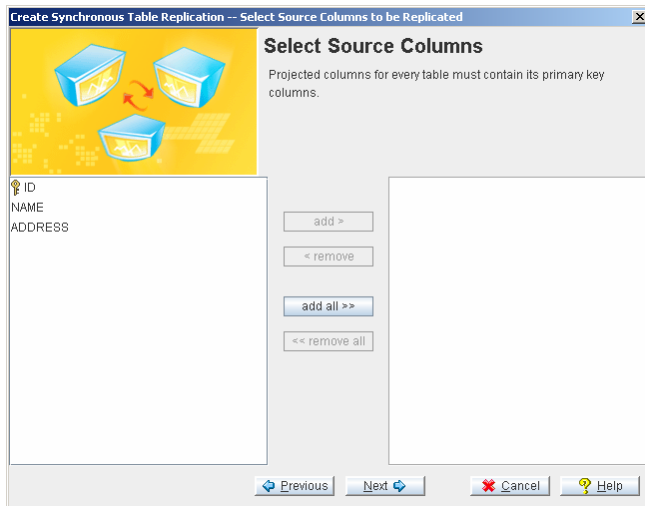 Create Synchronous Table Replication -- Select Source Columns to be Replicated
Select Source Columns
Projected columns for every table must contain its primary key
columns.
ID
NAME
ADDRESS
add >
< remove
add all >>
<< remove all
Previous
Next
Cancel
Help